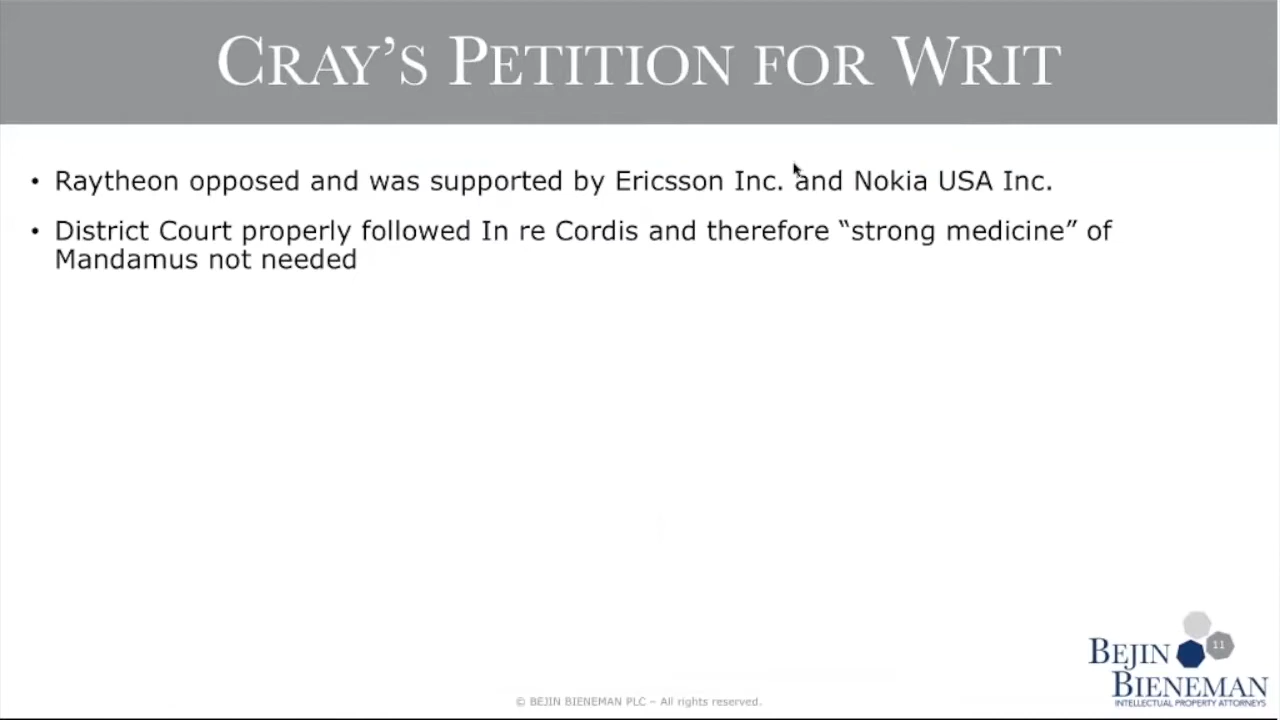 CRAY'S PETITION FOR WRIT
• Raytheon opposed and was supported by Ericsson Inc. and Nokia USA Inc.
• District Court properly followed In re Cordis and therefore “strong medicine” of
Mandamus not needed
11
BEJIN
BIENEMAN
INTELLECTUAL PROPERTY ATTORNEYS
© BEJIN BIENEMAN PLC – All rights reserved.